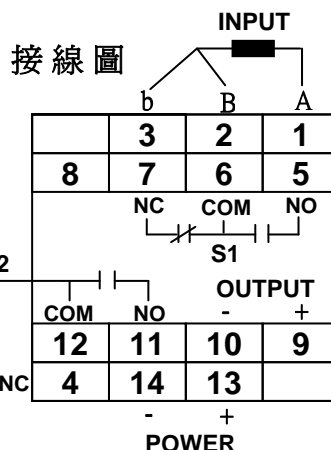 INPUT
接線圖
b B A
3 2 1
8 7 6 5
NC COM NO
S1
2
OUTPUT
COM NO - +
12 11 10 9
NC 4 14 13
- +
POWER